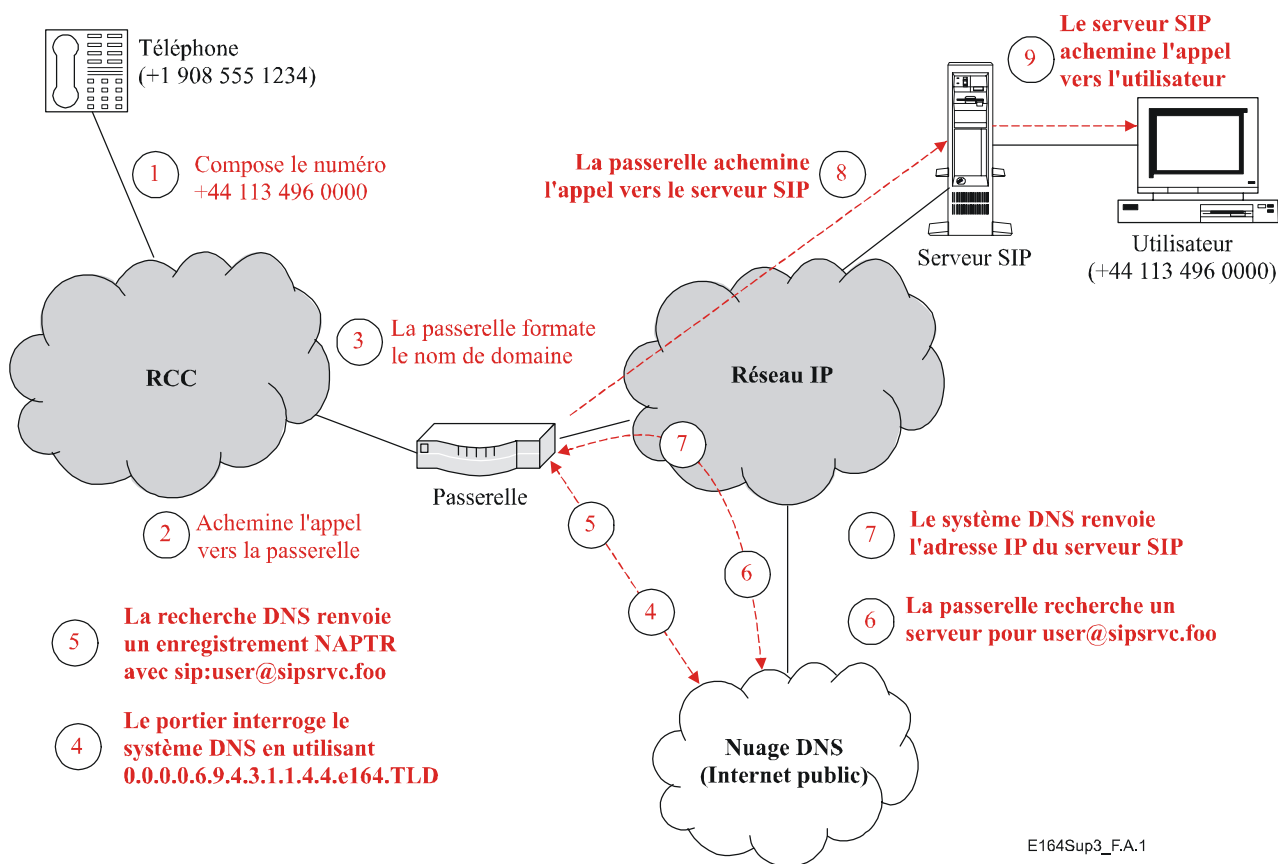 Téléphone
(+1 908 555 1234)
1
Compose le numéro
+44 113 496 0000
9
Le serveur SIP
achemine l'appel
vers l'utilisateur
La passerelle achemine
l'appel vers le serveur SIP
8
Serveur SIP
Utilisateur
(+44 113 496 0000)
3
La passerelle formate
le nom de domaine
RCC
Réseau IP
7
Passerelle
2
Achemine l'appel
vers la passerelle
5
6
4
7
Le système DNS renvoie
l'adresse IP du serveur SIP
6
La passerelle recherche un
serveur pour user@sipsrvc.foo
5
La recherche DNS renvoie
un enregistrement NAPTR
avec sip:user@sipsrvc.foo
4
Le portier interroge le
système DNS en utilisant
0.0.0.0.6.9.4.3.1.1.4.4.e164.TLD
Nuage DNS
(Internet public)
E164Sup3_F.A.1